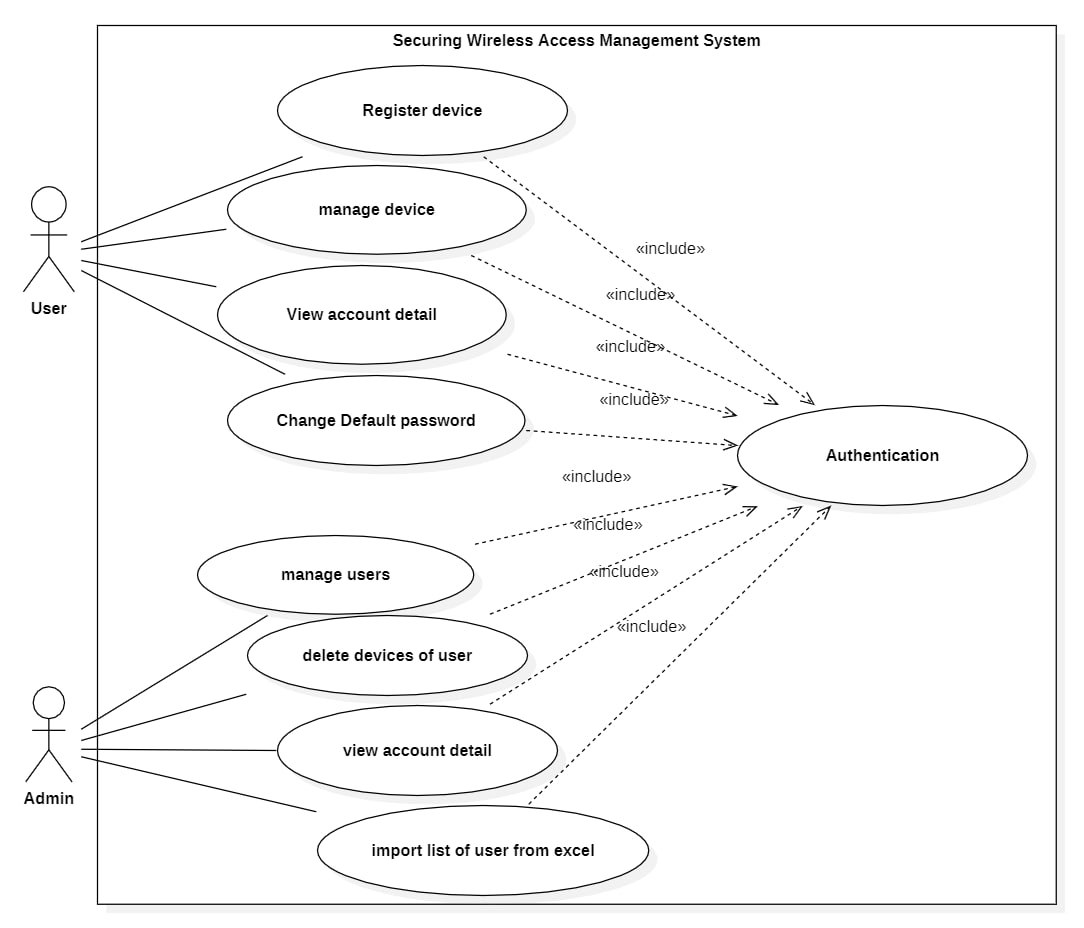 Securing Wireless Access Management System
Register device
manage device
«include»
«include»
User
View account detail
«include»
«include»
Change Default password
Authentication
«include»
«include»
manage users
«include»
«include»
delete devices of user
view account detail
Admin
import list of user from excel